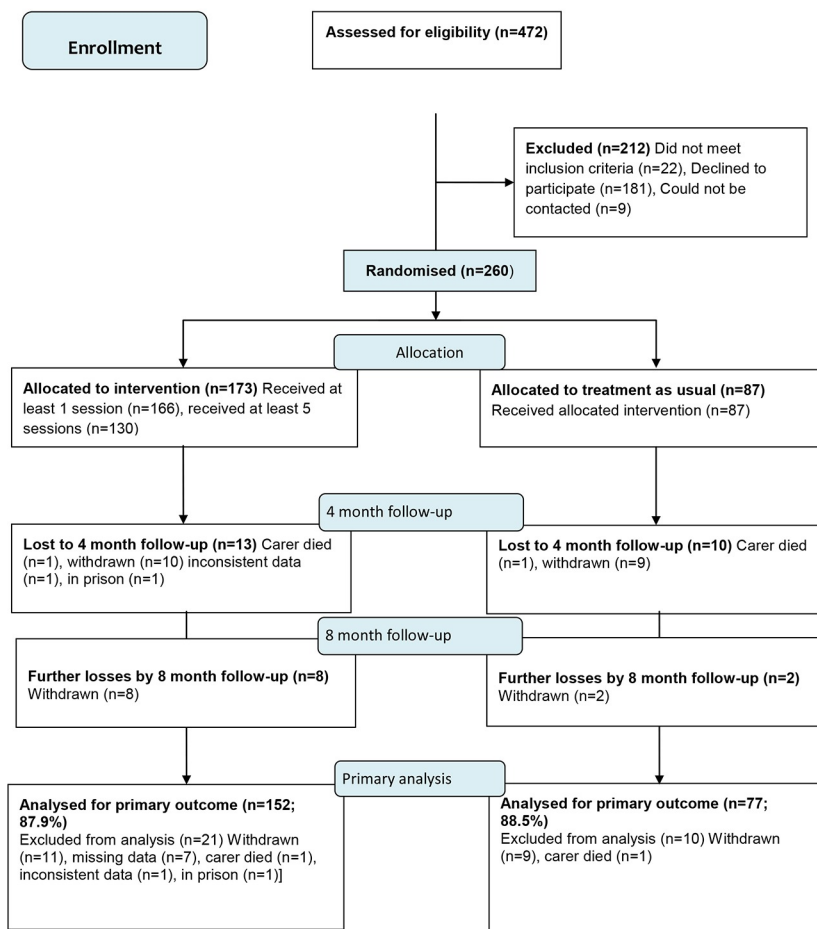 Enrollment
Assessed for eligibility (n=472)
Excluded (n=212) Did not meet
inclusion criteria (n=22), Declined to
participate (n=181), Could not be
contacted (n=9)
Randomised (n=260)
Allocation
Allocated to intervention (n=173) Received at
least 1 session (n=166), received at least 5
sessions (n=130)
Allocated to treatment as usual (n=87)
Received allocated intervention (n=87)
4 month follow-up
Lost to 4 month follow-up (n=13) Carer died
(n=1), withdrawn (n=10) inconsistent data
(n=1), in prison (n=1)
Lost to 4 month follow-up (n=10) Carer died
(n=1), withdrawn (n=9)
8 month follow-up
Further losses by 8 month follow-up (n=8)
Withdrawn (n=8)
Further losses by 8 month follow-up (n=2)
Withdrawn (n=2)
Primary analysis
Analysed for primary outcome (n=152;
87.9%)
Excluded from analysis (n=21) Withdrawn
(n=11), missing data (n=7), carer died (n=1),
inconsistent data (n=1), in prison (n=1)]
Analysed for primary outcome (n=77;
88.5%)
Excluded from analysis (n=10) Withdrawn
(n=9), carer died (n=1)